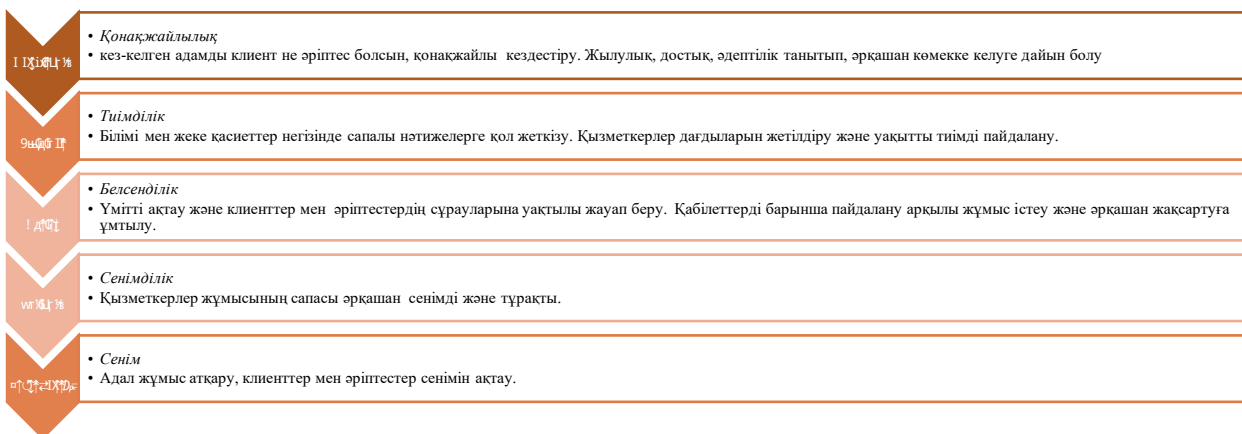 • Қонақжайлылық
• кез-келген адамды клиент не әріптес болсын, қонақжайлы кездестіру. Жылулық, достық, әдептілік танытып, әрқашан көмекке келуге дайын болу
• Тиімділік
• Білімі мен жеке қасиеттер негізінде сапалы нәтижелерге қол жеткізу. Қызметкерлер дағдыларын жетілдіру және уақытты тиімді пайдалану.
• Белсенділік
• Үмітті ақтау және клиенттер мен әріптестердің сұрауларына уақтылы жауап беру. Қабілеттерді барынша пайдалану арқылы жұмыс істеу және әрқашан жақсартуға
ұмтылу.
• Сенімділік
• Қызметкерлер жұмысының сапасы әрқашан сенімді және тұрақты.
• Сенім
• Адал жұмыс атқару, клиенттер мен әріптестер сенімін ақтау.